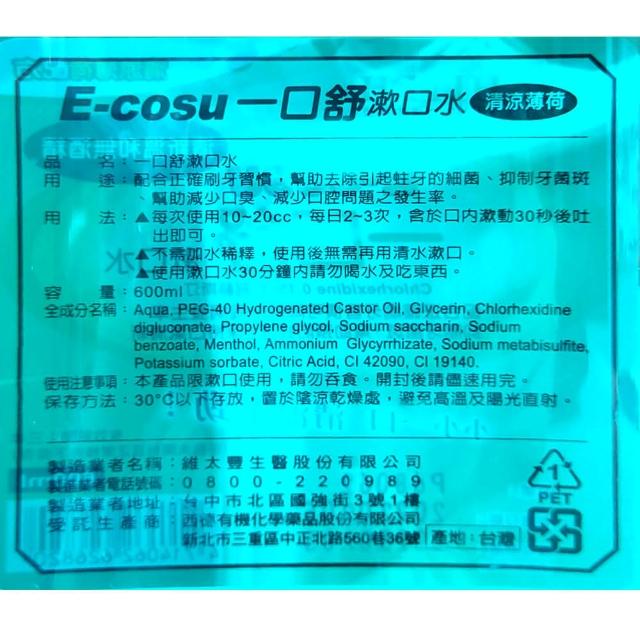 E-cosu 一口舒漱口水 清涼薄荷
品 名：一口舒漱口水
用 途：配合正確刷牙習慣，幫助去除引起蛀牙的細菌、抑制牙菌斑
、幫助減少口臭、減少口腔問題之發生率。
用 法：▲每次使用10~20cc，每日2~3次，含於口內漱動30秒後吐
出即可。
▲不需加水稀釋，使用後無需再用清水漱口。
▲使用漱口水30分鐘內請勿喝水及吃東西。
容 量：600ml
全成分名稱：Aqua, PEG-40 Hydrogenated Castor Oil, Glycerin, Chlorhexidine
digluconate, Propylene glycol, Sodium saccharin, Sodium
benzoate, Menthol, Ammonium Glycyrrhizate, Sodium metabisulfite,
Potassium sorbate, Citric Acid, CI 42090, CI 19140.
使用注意事項：本產品限漱口使用，請勿吞食。開封後請儘速用完。
保存方法：30°C以下存放，置於陰涼乾燥處，避免高溫及陽光直射。
製造業者名稱：維太豐生醫股份有限公司
製造業者電話號碼：0800-220989
製造業者地址：台中市北區國強街3號1樓
受託生產商：西德有機化學藥品股份有限公司
新北市三重區中正北路560巷36號
產地：台灣
PET